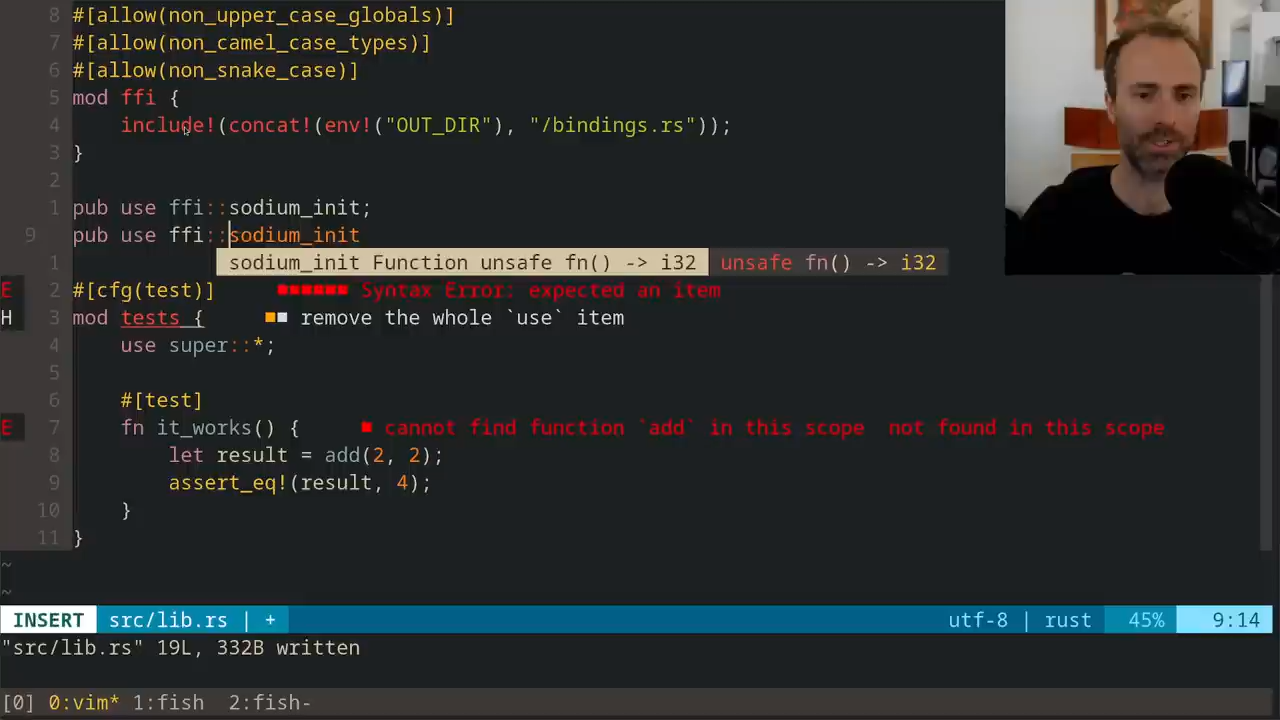 8 #[allow(non_upper_case_globals)]
7 #[allow(non_camel_case_types)]
6 #[allow(non_snake_case)]
5 mod ffi {
4     include!(concat!(env!("OUT_DIR"), "/bindings.rs"));
3 }
2
1 pub use ffi::sodium_init;
9 pub use ffi::sodium_init
1 sodium_init Function unsafe fn() -> i32 unsafe fn() -> i32
E 2 #[cfg(test)] ■■■■■■ Syntax Error: expected an item
H 3 mod tests { ■■ remove the whole `use` item
4     use super::*;
5
6     #[test]
E 7     fn it_works() { ■ cannot find function `add` in this scope  not found in this scope
8         let result = add(2, 2);
9         assert_eq!(result, 4);
10     }
11 }
~
~
INSERT src/lib.rs | + utf-8 | rust 45% 9:14
"src/lib.rs" 19L, 332B written
[0] 0:vim* 1:fish 2:fish-